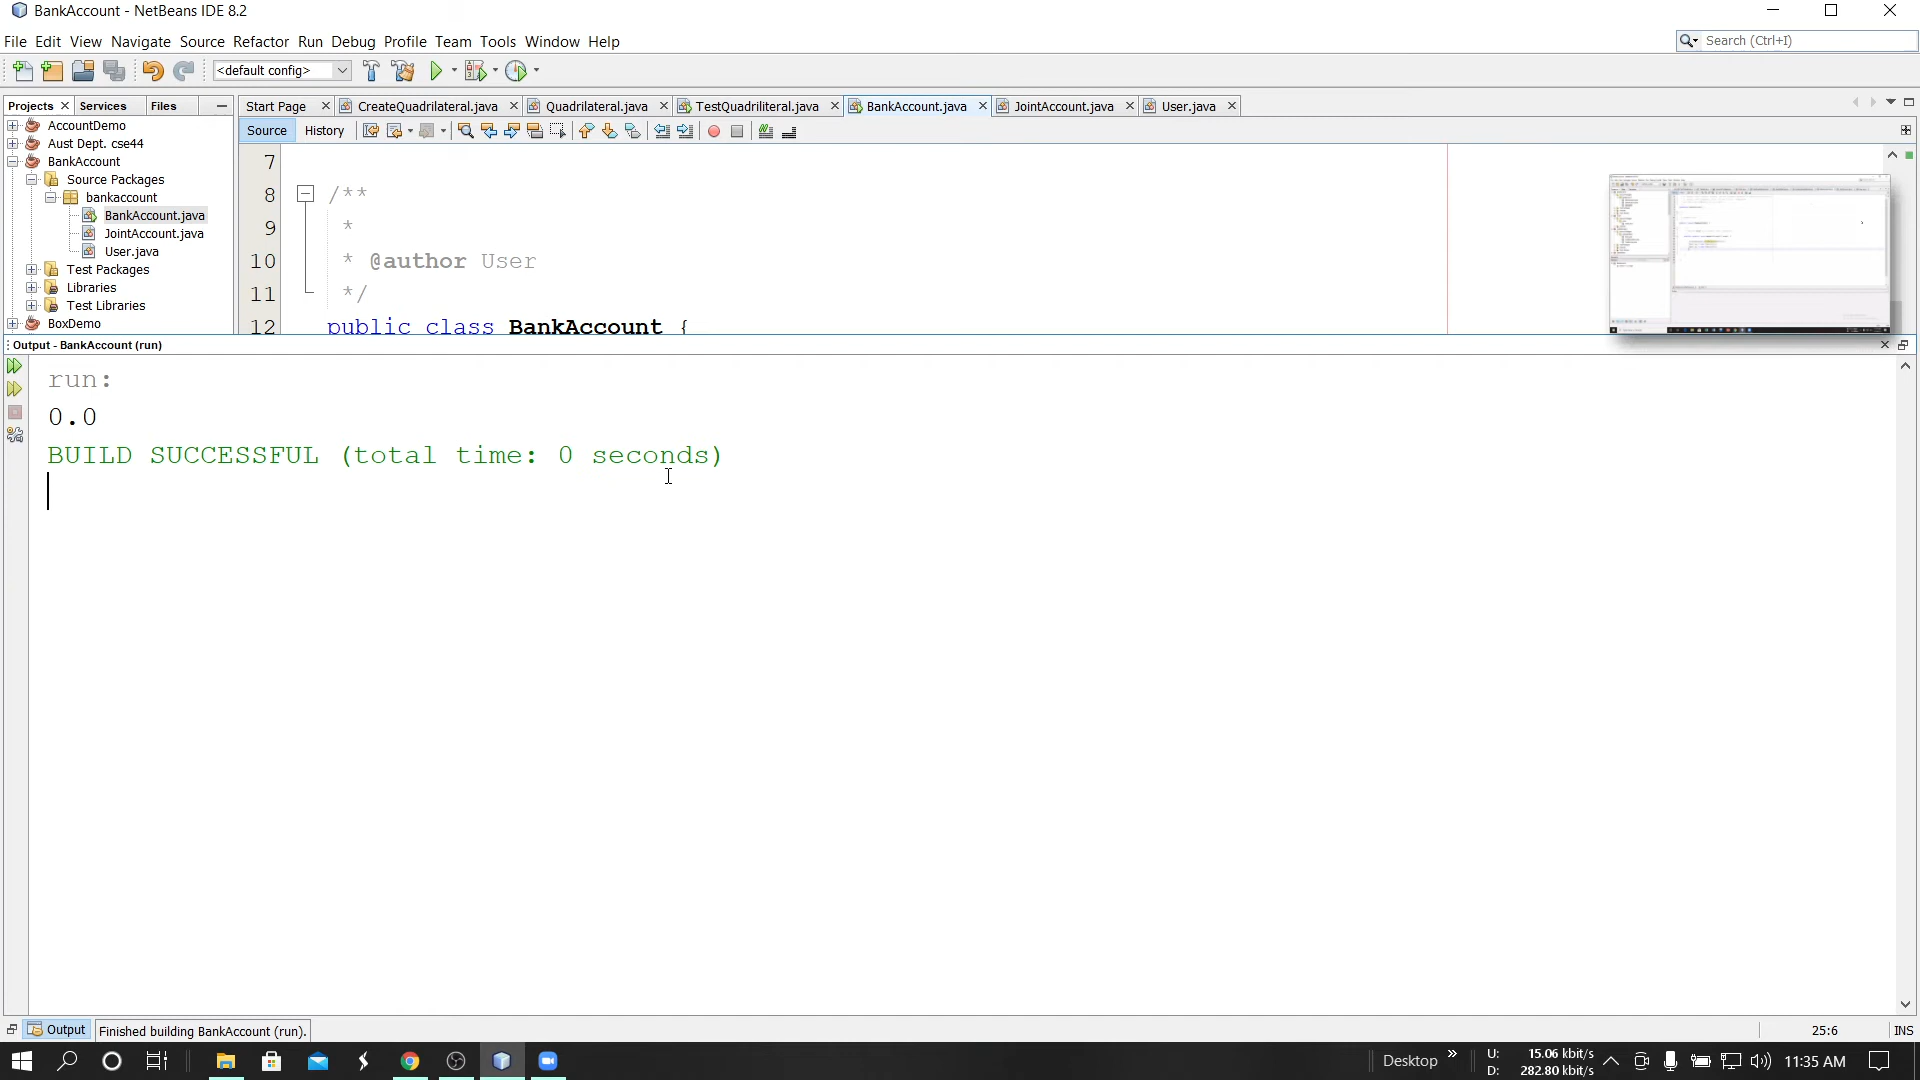 BankAccount - NetBeans IDE 8.2
File Edit View Navigate Source Refactor Run Debug Profile Team Tools Window Help
Search (Ctrl+I)
<default config>
Projects Services Files
Start Page CreateQuadrilateral.java Quadrilateral.java TestQuadriliteral.java BankAccount.java JointAccount.java User.java
Source History
AccountDemo
Aust Dept. cse44
BankAccount
Source Packages
bankaccount
BankAccount.java
JointAccount.java
User.java
Test Packages
Libraries
Test Libraries
BoxDemo
7
8 /**
9 *
10 * @author User
11 */
12 public class BankAccount {
Output - BankAccount (run)
run:
0.0
BUILD SUCCESSFUL (total time: 0 seconds)
Output Finished building BankAccount (run).
25:6 INS
Desktop » U: 15.06 kbit/s
D: 282.80 kbit/s
11:35 AM